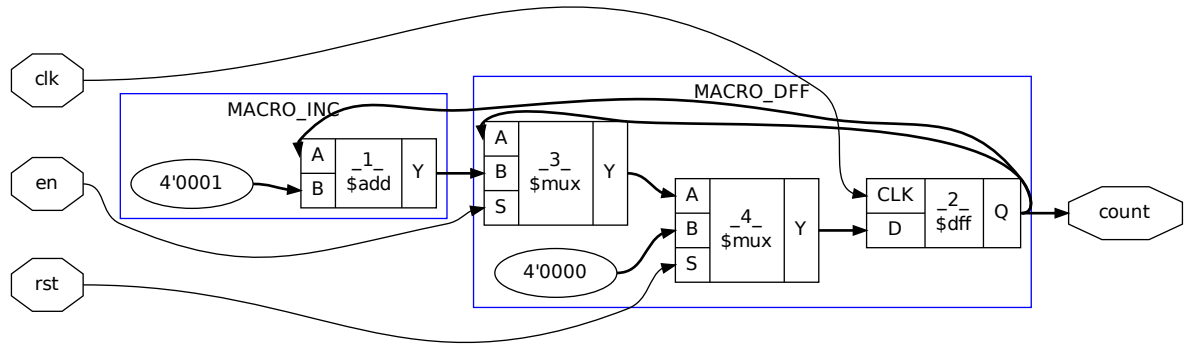 clk
en
rst
MACRO_INC
4'0001
A
B
_1_
$add
Y
MACRO_DFF
A
B
S
_3_
$mux
Y
4'0000
A
B
S
_4_
$mux
Y
CLK
D
_2_
$dff
Q
count